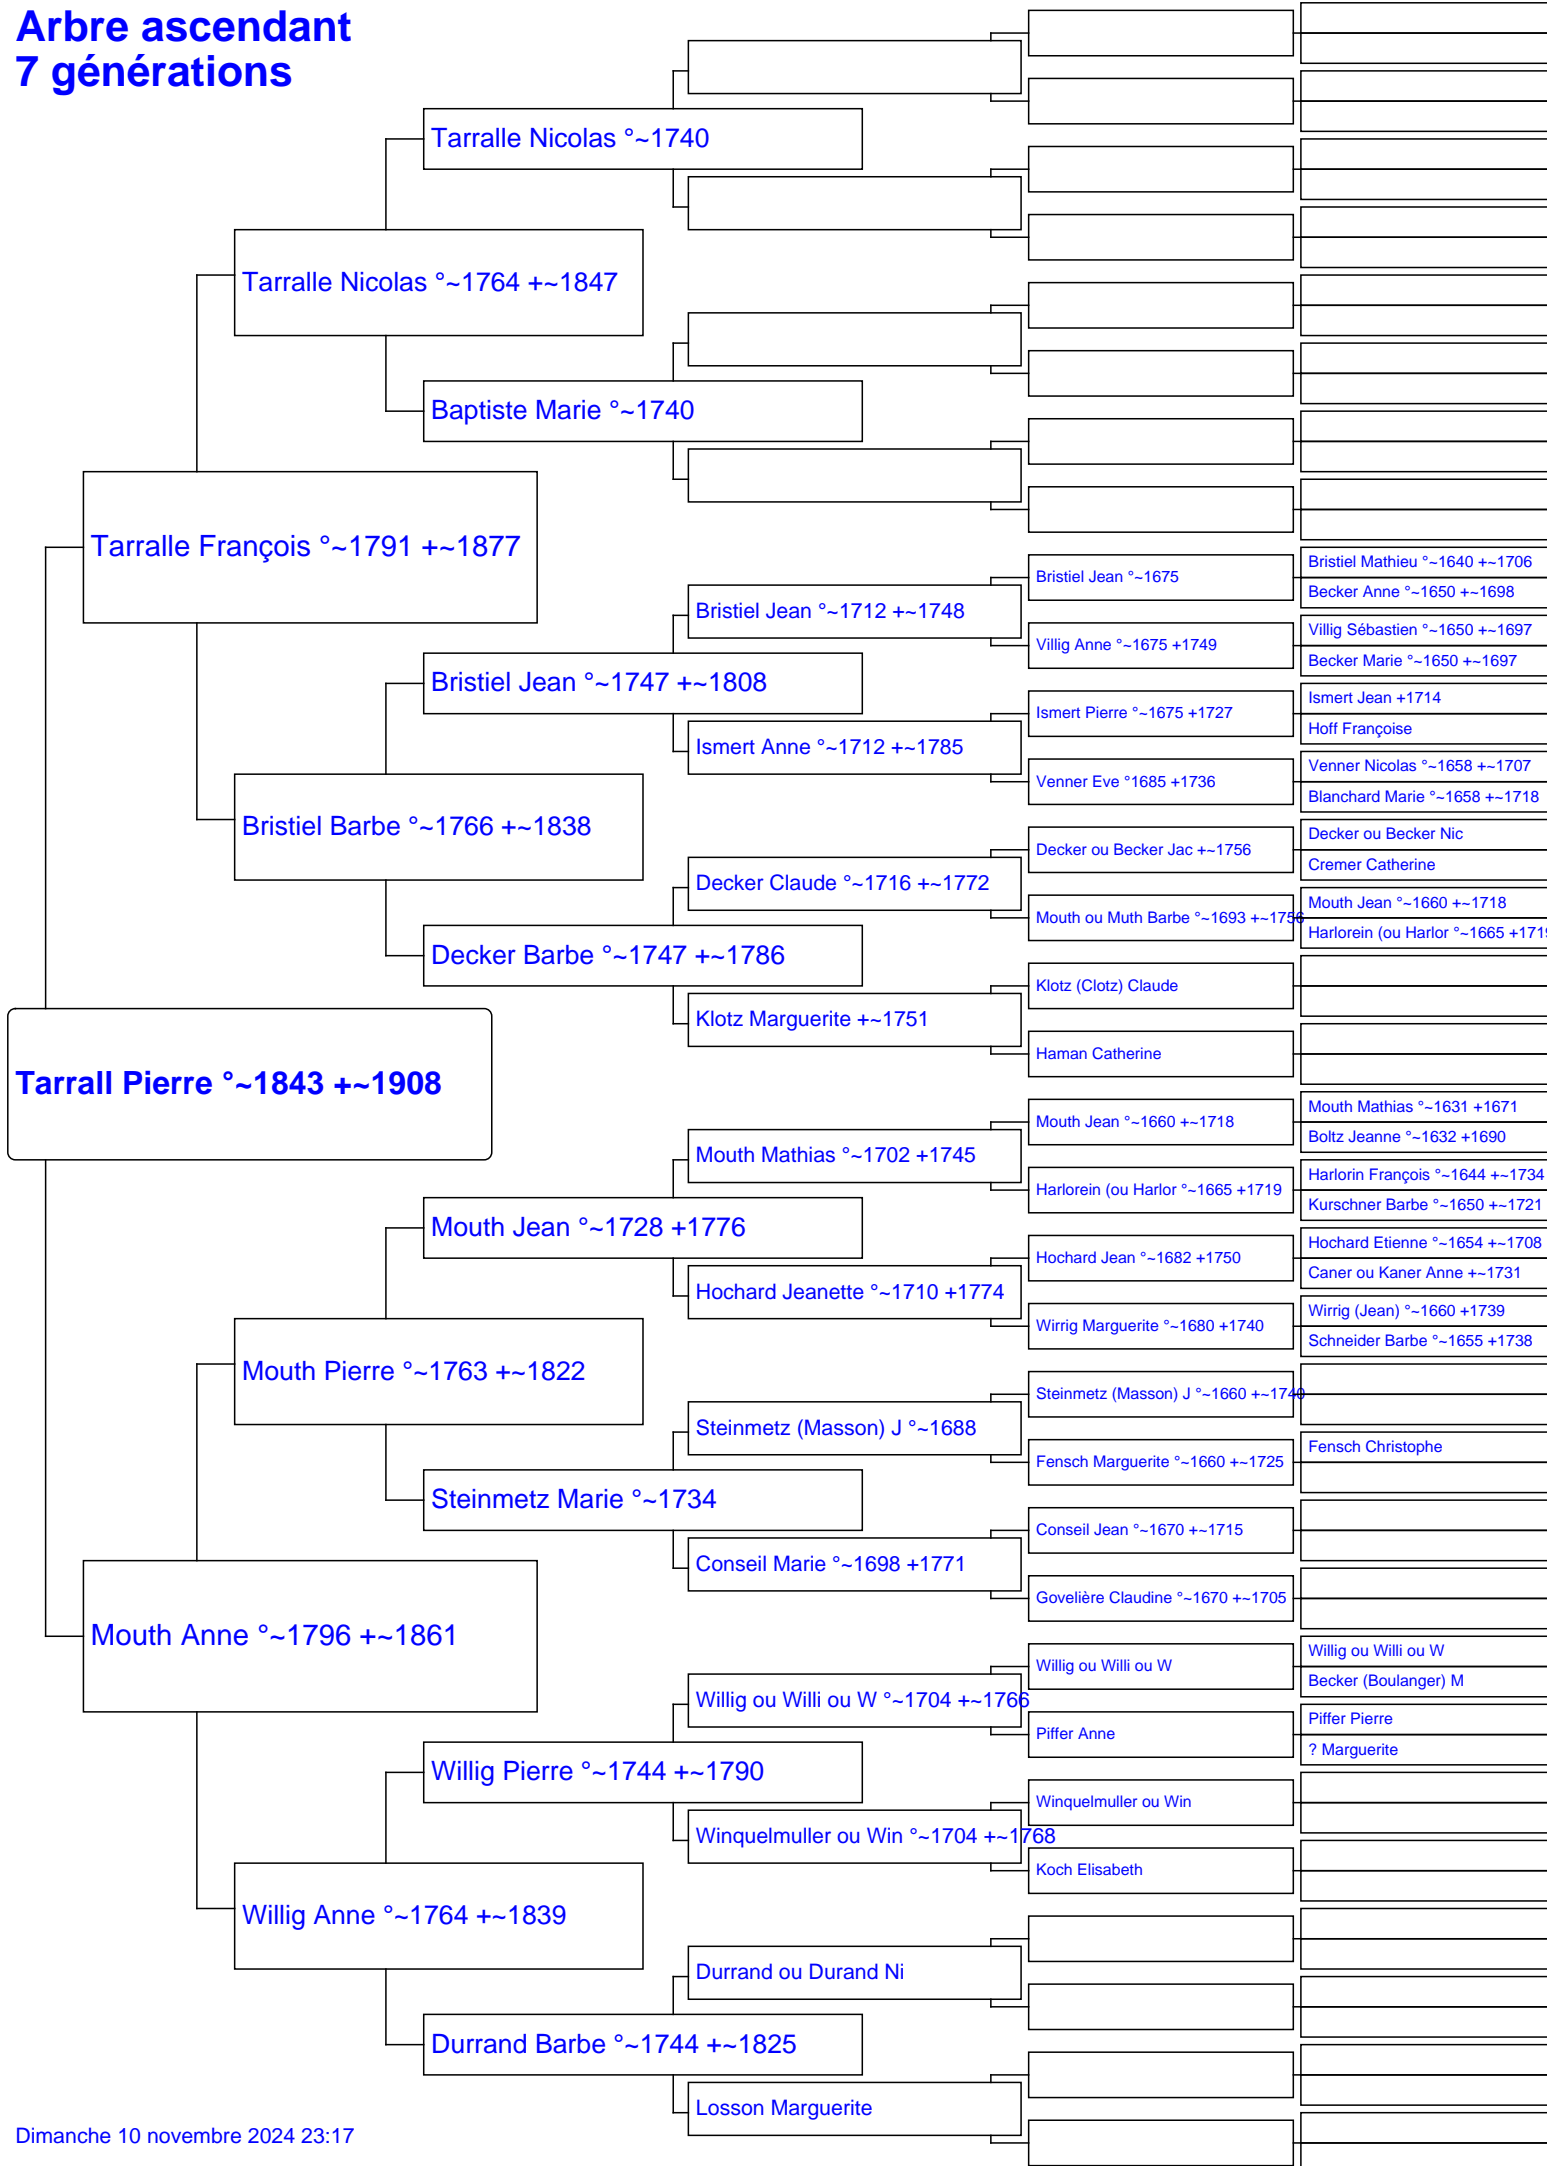 Arbre ascendant
7 générations
Tarralle Nicolas °~1740
Tarralle Nicolas °~1764 +~1847
Baptiste Marie °~1740
Tarralle François °~1791 +~1877
Bristiel Jean °~1712 +~1748
Bristiel Jean °~1675
Bristiel Mathieu °~1640 +~1706
Becker Anne °~1650 +~1698
Villig Anne °~1675 +1749
Villig Sébastien °~1650 +~1697
Becker Marie °~1650 +~1697
Bristiel Jean °~1747 +~1808
Ismert Anne °~1712 +~1785
Ismert Pierre °~1675 +1727
Ismert Jean +1714
Hoff Françoise
Venner Eve °1685 +1736
Venner Nicolas °~1658 +~1707
Blanchard Marie °~1658 +~1718
Bristiel Barbe °~1766 +~1838
Decker Claude °~1716 +~1772
Decker ou Becker Jac +~1756
Decker ou Becker Nic
Cremer Catherine
Mouth ou Muth Barbe °~1693 +~1756
Mouth Jean °~1660 +~1718
Harlorein (ou Harlor °~1665 +1719
Decker Barbe °~1747 +~1786
Klotz Marguerite +~1751
Klotz (Clotz) Claude
Haman Catherine
Tarrall Pierre °~1843 +~1908
Mouth Mathias °~1702 +1745
Mouth Jean °~1660 +~1718
Mouth Mathias °~1631 +1671
Boltz Jeanne °~1632 +1690
Harlorein (ou Harlor °~1665 +1719
Harlorin François °~1644 +~1734
Kurschner Barbe °~1650 +~1721
Mouth Jean °~1728 +1776
Hochard Jeanette °~1710 +1774
Hochard Jean °~1682 +1750
Hochard Etienne °~1654 +~1708
Caner ou Kaner Anne +~1731
Wirrig Marguerite °~1680 +1740
Wirrig (Jean) °~1660 +1739
Schneider Barbe °~1655 +1738
Mouth Pierre °~1763 +~1822
Steinmetz (Masson) J °~1688
Steinmetz (Masson) J °~1660 +~1740
Fensch Marguerite °~1660 +~1725
Fensch Christophe
Steinmetz Marie °~1734
Conseil Marie °~1698 +1771
Conseil Jean °~1670 +~1715
Govelière Claudine °~1670 +~1705
Mouth Anne °~1796 +~1861
Willig ou Willi ou W °~1704 +~1766
Willig ou Willi ou W
Willig ou Willi ou W
Becker (Boulanger) M
Piffer Anne
Piffer Pierre
? Marguerite
Willig Pierre °~1744 +~1790
Winquelmuller ou Win °~1704 +~1768
Winquelmuller ou Win
Koch Elisabeth
Willig Anne °~1764 +~1839
Durrand ou Durand Ni
Durrand Barbe °~1744 +~1825
Losson Marguerite
Dimanche 10 novembre 2024 23:17